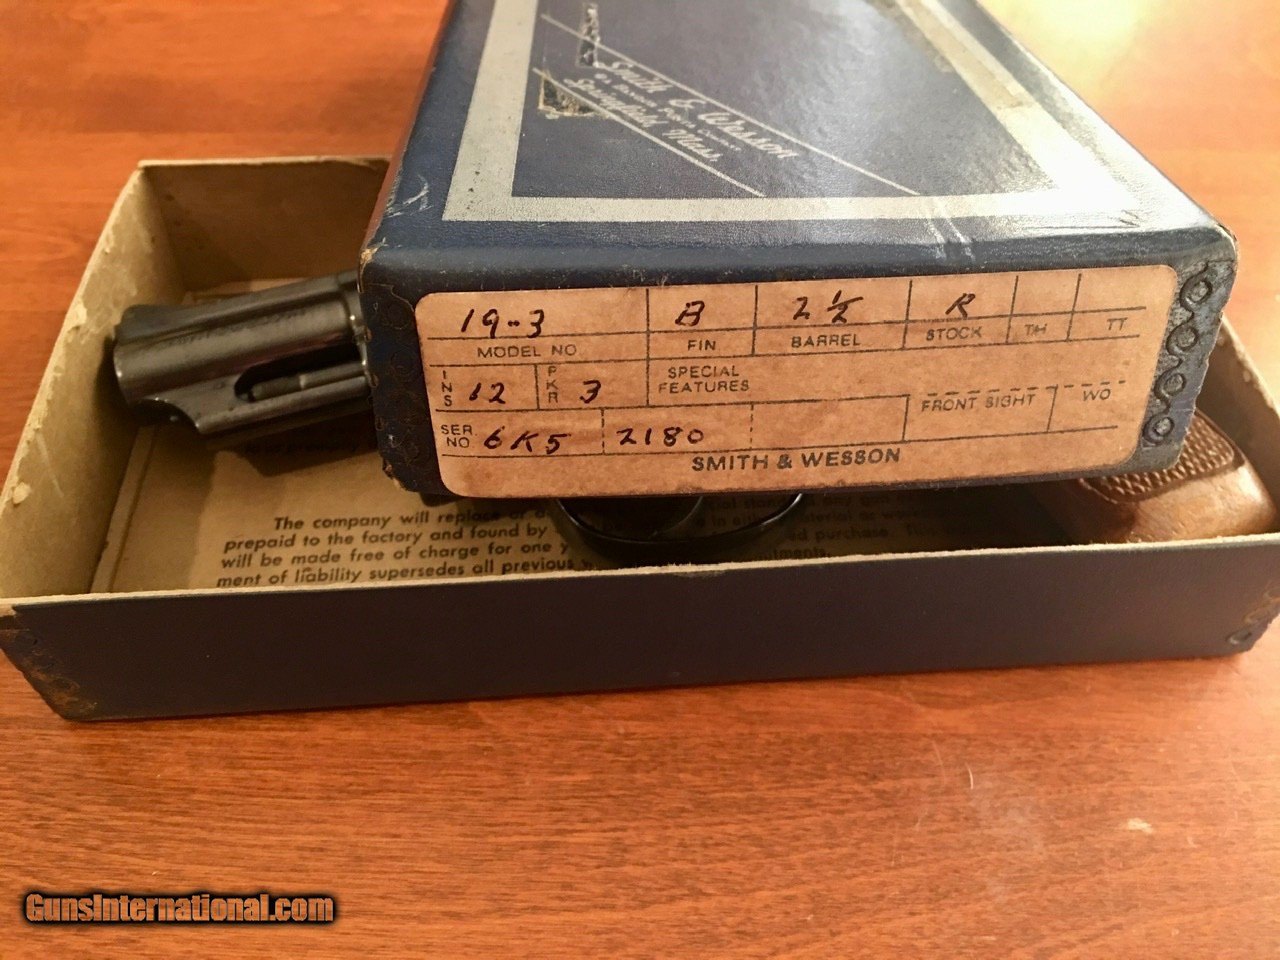 Smith & Wesson
Springfield, Mass.
19-3 B 2 1/2 R
MODEL NO FIN BARREL STOCK TH TT
INS 12 PKR 3 SPECIAL FEATURES FRONT SIGHT WO
SER NO 6K5 2180
SMITH & WESSON
The company will replace
prepaid to the factory and found by
will be made free of charge for one
ment of liability supersedes all previous
purchase.
GunsInternational.com